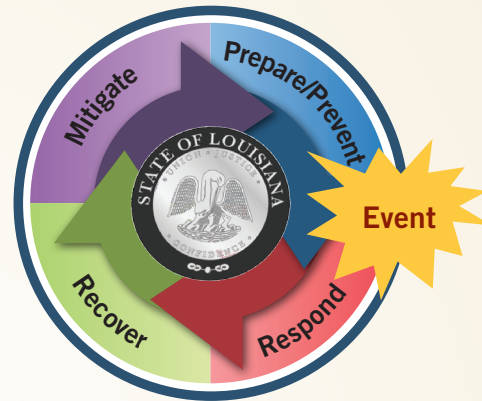 Mitigate
Prepare/Prevent
Event
Respond
Recover
STATE OF LOUISIANA
UNION · JUSTICE
CONFIDENCE